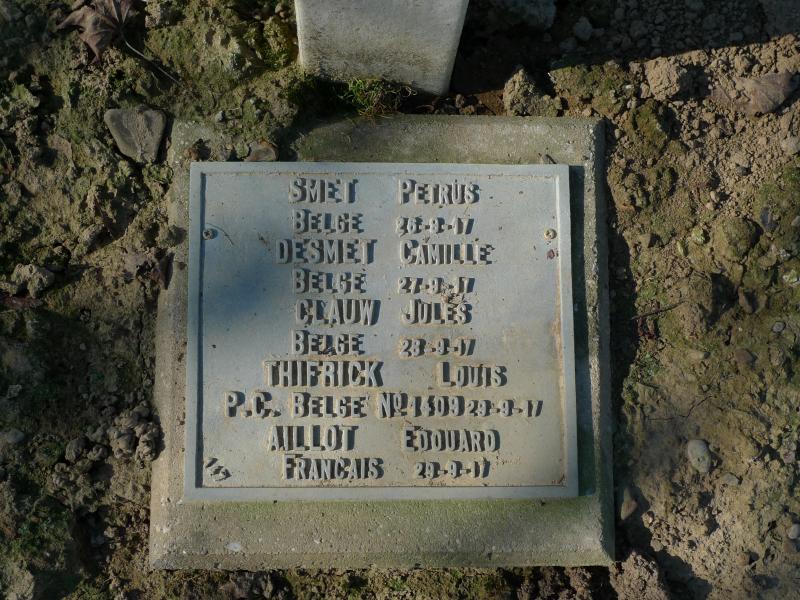 SMET PETRUS
BELGE 26-9-17
DESMET CAMILLE
BELGE 27-9-17
CLAUW JULES
BELGE 28-9-17
THIFRICK LOUIS
P.C. BELGE No 1309 29-9-17
AILLOT EDOUARD
FRANCAIS 29-9-17